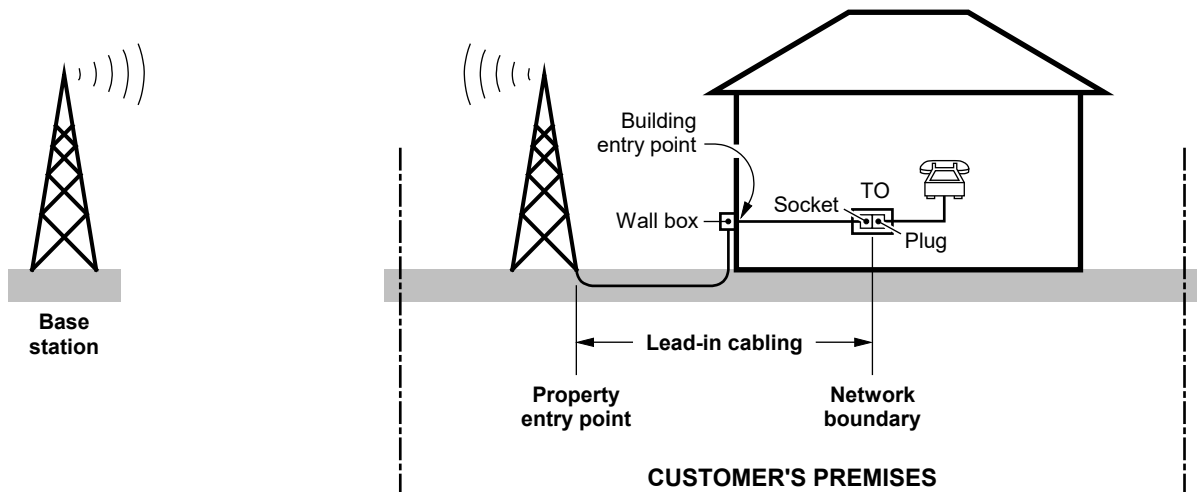 Building
entry point
TO
Socket
Wall box
Plug
Base
station
Lead-in cabling
Property
entry point
Network
boundary
CUSTOMER'S PREMISES